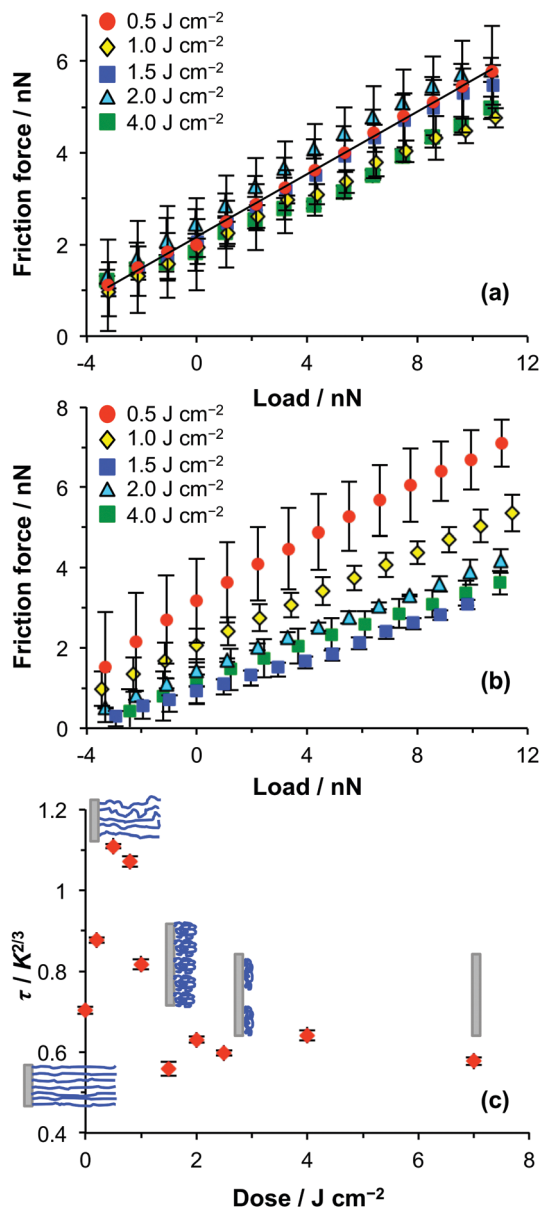 0.5 J cm⁻²
1.0 J cm⁻²
1.5 J cm⁻²
2.0 J cm⁻²
4.0 J cm⁻²
Friction force / nN
6
4
2
0
(a)
-4 0 4 8 12
Load / nN
8
0.5 J cm⁻²
1.0 J cm⁻²
1.5 J cm⁻²
2.0 J cm⁻²
4.0 J cm⁻²
Friction force / nN
6
4
2
0
(b)
-4 0 4 8 12
Load / nN
1.2
1
0.8
0.6
0.4
τ / K^2/3
(c)
0 2 4 6 8
Dose / J cm⁻²